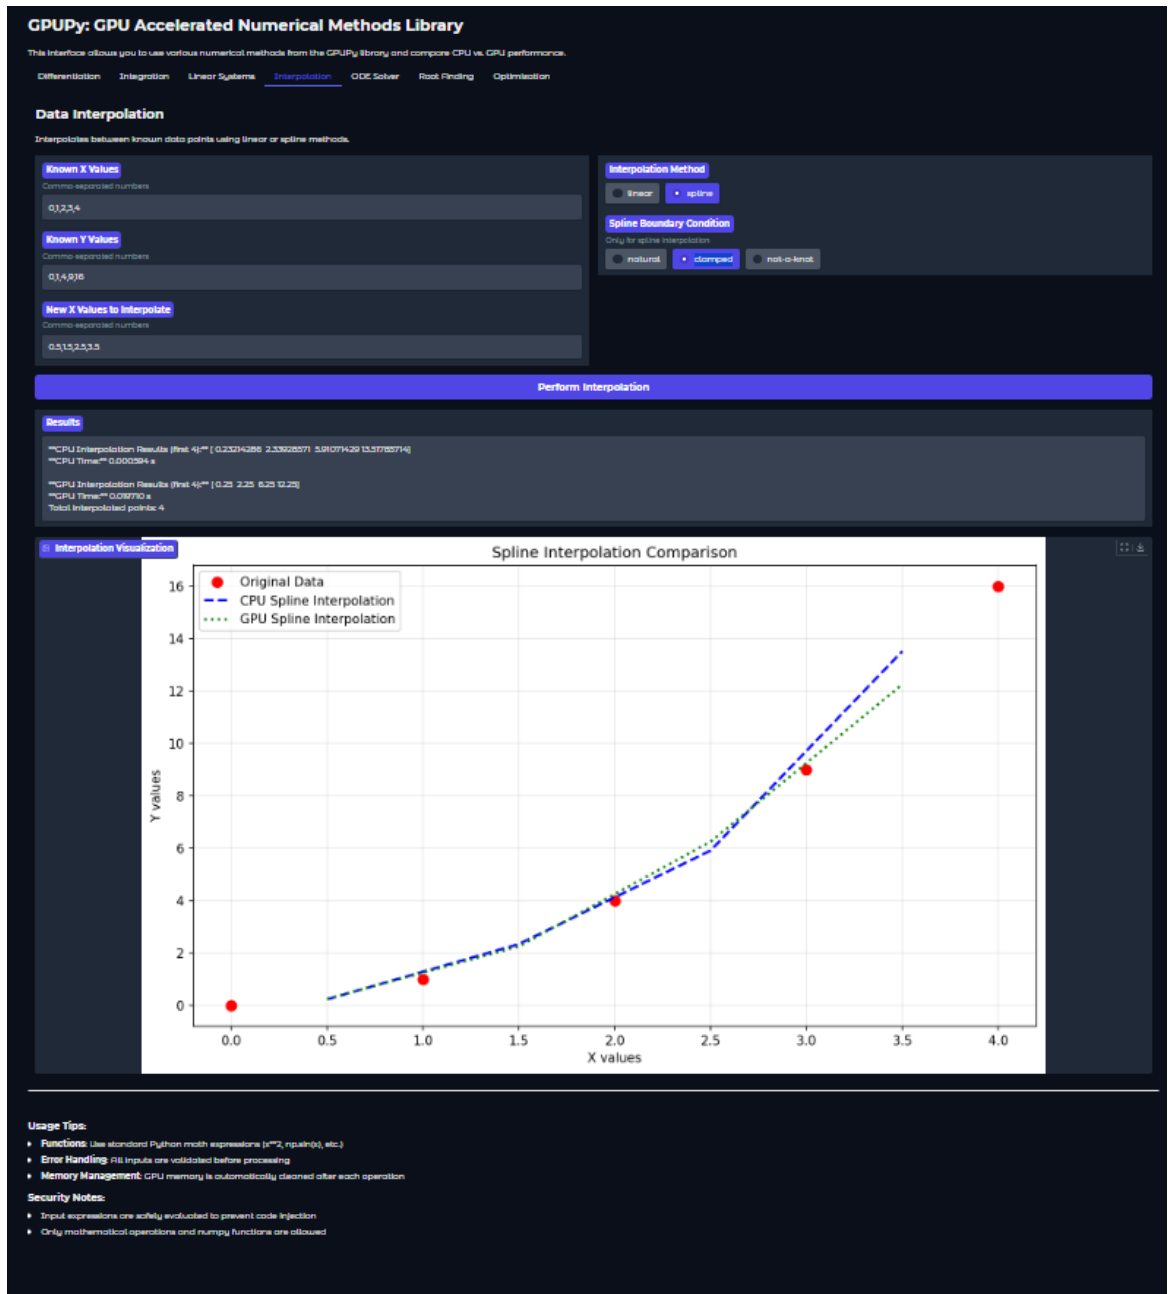 GPUPy: GPU Accelerated Numerical Methods Library
This interface allows you to use various numerical methods from the GPUPy library and compare CPU vs. GPU performance.
Differentiation Integration Linear Systems Interpolation ODE Solver Root Finding Optimization
Data Interpolation
Interpolates between known data points using linear or spline methods.
Known X Values
Comma-separated numbers
0,1,2,3,4
Known Y Values
Comma-separated numbers
0,1,4,9,16
New X Values to Interpolate
Comma-separated numbers
0.5,1.5,2.5,3.5
Interpolation Method
linear spline
Spline Boundary Condition
Only for spline interpolation
natural clamped not-a-knot
Perform Interpolation
Results
**CPU Interpolation Results (first 4):** [ 0.23214286 2.33928571 5.91071429 13.51785714]
**CPU Time:** 0.000594 s
**GPU Interpolation Results (first 4):** [ 0.25 2.25 6.25 12.25]
**GPU Time:** 0.019710 s
Total interpolated points: 4
Interpolation Visualization
Spline Interpolation Comparison
Original Data
CPU Spline Interpolation
GPU Spline Interpolation
16
14
12
10
8
6
4
2
0
Y values
0.0 0.5 1.0 1.5 2.0 2.5 3.0 3.5 4.0
X values
Usage Tips:
• Functions: Use standard Python math expressions (x**2, np.sin(x), etc.)
• Error Handling: All inputs are validated before processing
• Memory Management: GPU memory is automatically cleaned after each operation
Security Notes:
• Input expressions are safely evaluated to prevent code injection
• Only mathematical operations and numpy functions are allowed